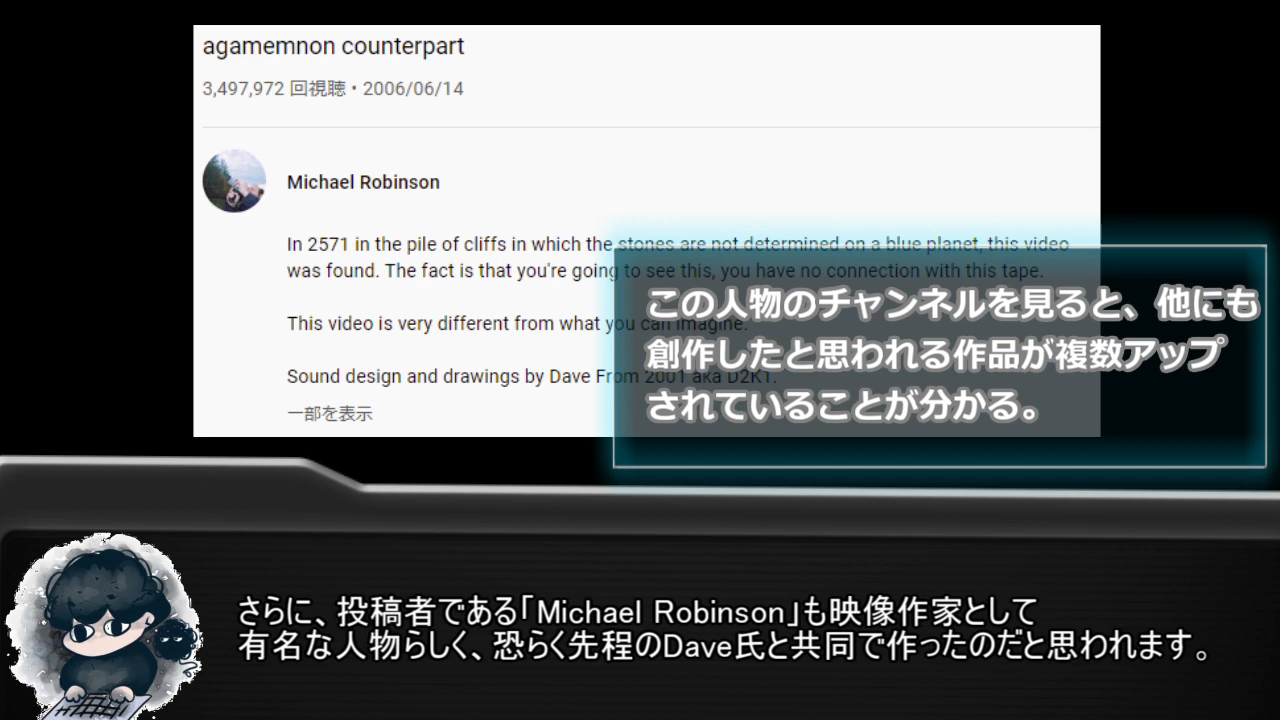 agamemnon counterpart
3,497,972 回視聴・2006/06/14
Michael Robinson
In 2571 in the pile of cliffs in which the stones are not determined on a blue planet, this video
was found. The fact is that you're going to see this, you have no connection with this tape.
This video is very different from what you can imagine.
Sound design and drawings by Dave From 2001 aka D2K1.
一部を表示
この人物のチャンネルを見ると、他にも
創作したと思われる作品が複数アップ
されていることが分かる。
さらに、投稿者である「Michael Robinson」も映像作家として
有名な人物らしく、恐らく先程のDave氏と共同で作ったのだと思われます。